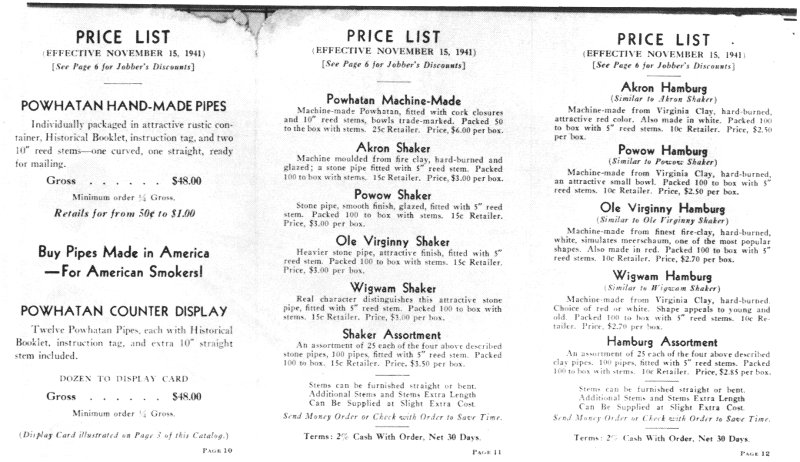 PRICE LIST
(EFFECTIVE NOVEMBER 15, 1941)
[See Page 6 for Jobber's Discounts]
POWHATAN HAND-MADE PIPES
Individually packaged in attractive rustic con-
tainer, Historical Booklet, instruction tag, and two
10" reed stems—one curved, one straight, ready
for mailing.
Gross . . . . . . $48.00
Minimum order ¼ Gross.
Retails for from 50¢ to $1.00
Buy Pipes Made in America
—For American Smokers!
POWHATAN COUNTER DISPLAY
Twelve Powhatan Pipes, each with Historical
Booklet, instruction tag, and extra 10" straight
stem included.
DOZEN TO DISPLAY CARD
Gross . . . . . . $48.00
Minimum order ¼ Gross.
(Display Card illustrated on Page 3 of this Catalog.)
PAGE 10
PRICE LIST
(EFFECTIVE NOVEMBER 15, 1941)
[See Page 6 for Jobber's Discounts]
Powhatan Machine-Made
Machine-made Powhatan, fitted with cork closures
and 10" reed stems, bowls trade-marked. Packed 50
to the box with stems. 25c Retailer. Price, $6.00 per box.
Akron Shaker
Machine moulded from fire clay, hard-burned and
glazed; a stone pipe fitted with 5" reed stem. Packed
100 to box with stems. 15c Retailer. Price, $3.00 per box.
Powow Shaker
Stone pipe, smooth finish, glazed, fitted with 5" reed
stem. Packed 100 to box with stems. 15c Retailer.
Price, $3.00 per box.
Ole Virginny Shaker
Heavier stone pipe, attractive finish, fitted with 5"
reed stem. Packed 100 to box with stems. 15c Retailer.
Price, $3.00 per box.
Wigwam Shaker
Real character distinguishes this attractive stone
pipe, fitted with 5" reed stem. Packed 100 to box with
stems. 15c Retailer. Price, $3.00 per box.
Shaker Assortment
An assortment of 25 each of the four above described
stone pipes, 100 pipes, fitted with 5" reed stem. Packed
100 to box. 15c Retailer. Price, $3.50 per box.
Stems can be furnished straight or bent.
Additional Stems and Stems Extra Length
Can Be Supplied at Slight Extra Cost.
Send Money Order or Check with Order to Save Time.
Terms: 2% Cash With Order, Net 30 Days.
PAGE 11
PRICE LIST
(EFFECTIVE NOVEMBER 15, 1941)
[See Page 6 for Jobber's Discounts]
Akron Hamburg
(Similar to Akron Shaker)
Machine-made from Virginia Clay, hard-burned,
attractive red color. Also made in white. Packed 100
to box with 5" reed stems. 10c Retailer. Price, $2.50
per box.
Powow Hamburg
(Similar to Powow Shaker)
Machine-made from Virginia Clay, hard-burned,
an attractive small bowl. Packed 100 to box with 5"
reed stems. 10c Retailer. Price, $2.50 per box.
Ole Virginny Hamburg
(Similar to Ole Virginny Shaker)
Machine-made from finest fire-clay, hard-burned,
white, simulates meerschaum, one of the most popular
shapes. Also made in red. Packed 100 to box with 5"
reed stems. 10c Retailer. Price, $2.70 per box.
Wigwam Hamburg
(Similar to Wigwam Shaker)
Machine-made from Virginia Clay, hard-burned.
Choice of red or white. Shape appeals to young and
old. Packed 100 to box with 5" reed stems. 10c Re-
tailer. Price, $2.70 per box.
Hamburg Assortment
An assortment of 25 each of the four above described
clay pipes, 100 pipes, fitted with 5" reed stems. Packed
100 to box with stems. 10c Retailer. Price, $2.85 per box.
Stems can be furnished straight or bent.
Additional Stems and Stems Extra Length
Can Be Supplied at Slight Extra Cost.
Send Money Order or Check with Order to Save Time.
Terms: 2% Cash With Order, Net 30 Days.
PAGE 12